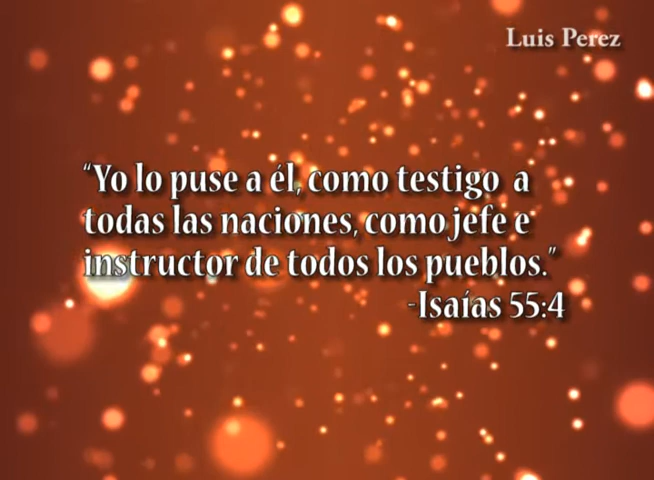 Luis Perez
“Yo lo puse a él, como testigo a
todas las naciones, como jefe e
instructor de todos los pueblos.”
-Isaías 55:4